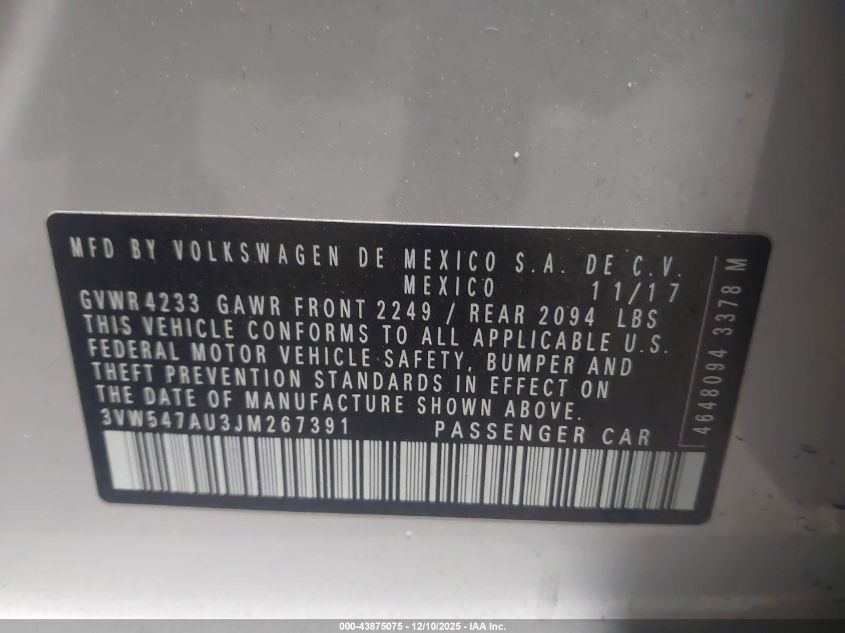 MFD BY VOLKSWAGEN DE MEXICO S.A. DE C.V.
MEXICO 11/17
GVWR 4233 GAWR FRONT 2249 / REAR 2094 LBS
THIS VEHICLE CONFORMS TO ALL APPLICABLE U.S.
FEDERAL MOTOR VEHICLE SAFETY, BUMPER AND
THEFT PREVENTION STANDARDS IN EFFECT ON
THE DATE OF MANUFACTURE SHOWN ABOVE.
3VW547AU3JM267391 PASSENGER CAR
4648094 3378 M
000-43875075 - 12/10/2025 - IAA Inc.